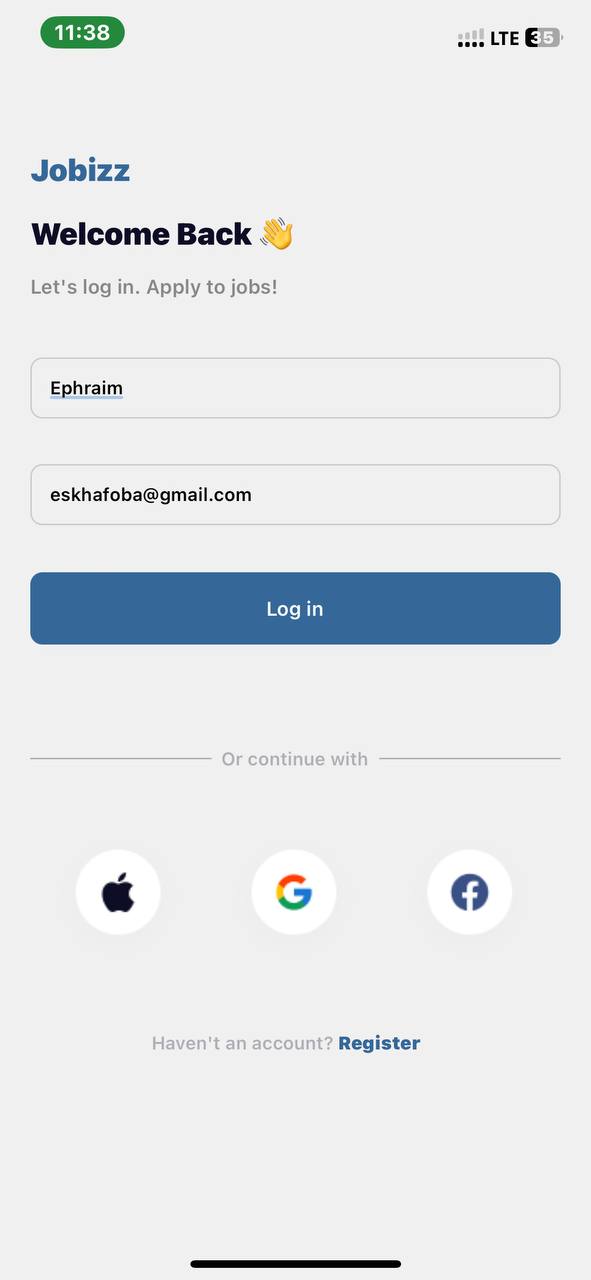 11:38 LTE 35
Jobizz
Welcome Back 👋
Let's log in. Apply to jobs!
Ephraim
eskhafoba@gmail.com
Log in
Or continue with
Haven't an account? Register